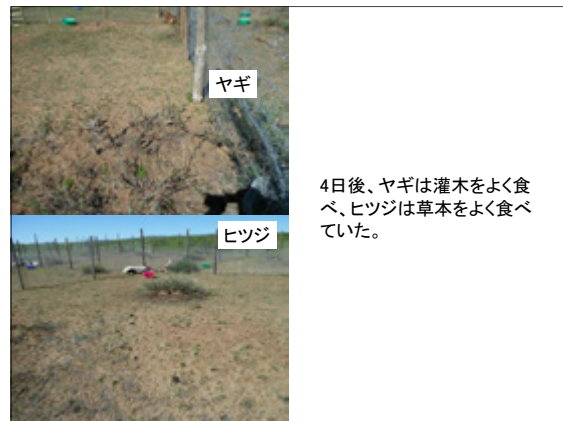 ヤギ
ヒツジ
4日後、ヤギは灌木をよく食
べ、ヒツジは草本をよく食べ
ていた。